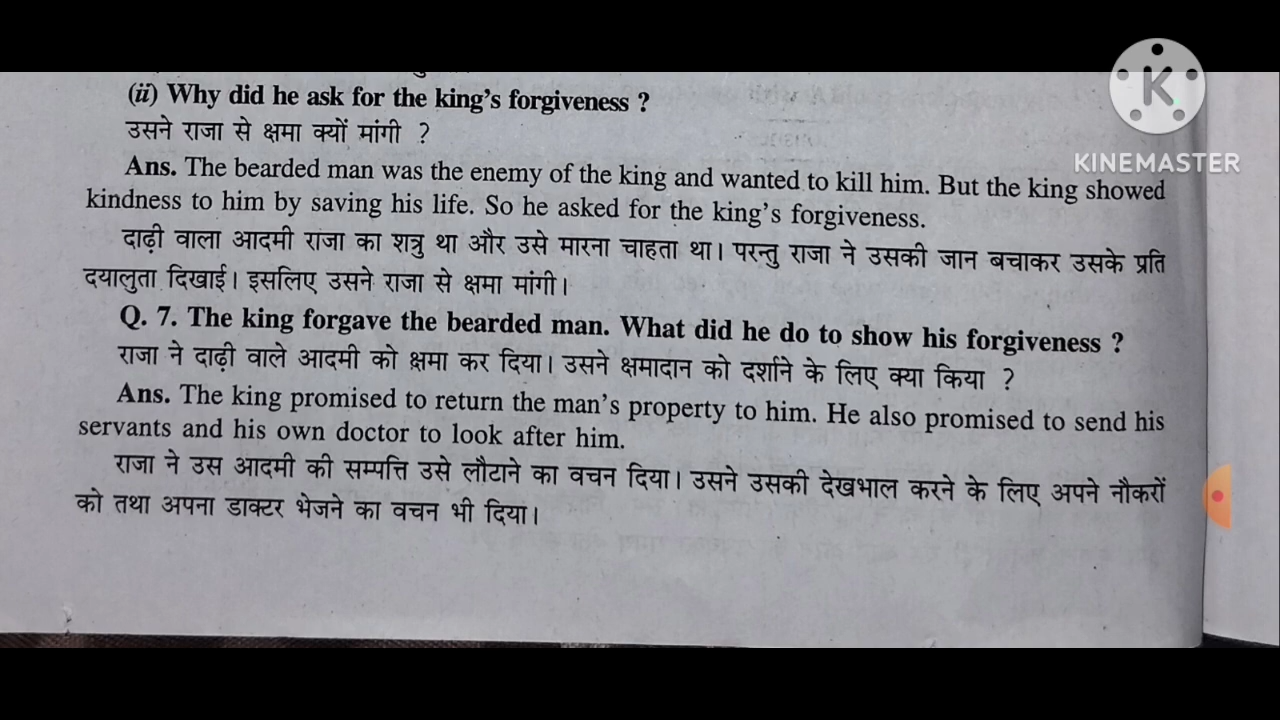 (ii) Why did he ask for the king's forgiveness ?
उसने राजा से क्षमा क्यों मांगी ?
Ans. The bearded man was the enemy of the king and wanted to kill him. But the king showed
kindness to him by saving his life. So he asked for the king's forgiveness.
दाढ़ी वाला आदमी राजा का शत्रु था और उसे मारना चाहता था। परन्तु राजा ने उसकी जान बचाकर उसके प्रति
दयालुता दिखाई। इसलिए उसने राजा से क्षमा मांगी।
Q. 7. The king forgave the bearded man. What did he do to show his forgiveness ?
राजा ने दाढ़ी वाले आदमी को क्षमा कर दिया। उसने क्षमादान को दर्शाने के लिए क्या किया ?
Ans. The king promised to return the man's property to him. He also promised to send his
servants and his own doctor to look after him.
राजा ने उस आदमी की सम्पत्ति उसे लौटाने का वचन दिया। उसने उसकी देखभाल करने के लिए अपने नौकरों
को तथा अपना डाक्टर भेजने का वचन भी दिया।
K
KINEMASTER